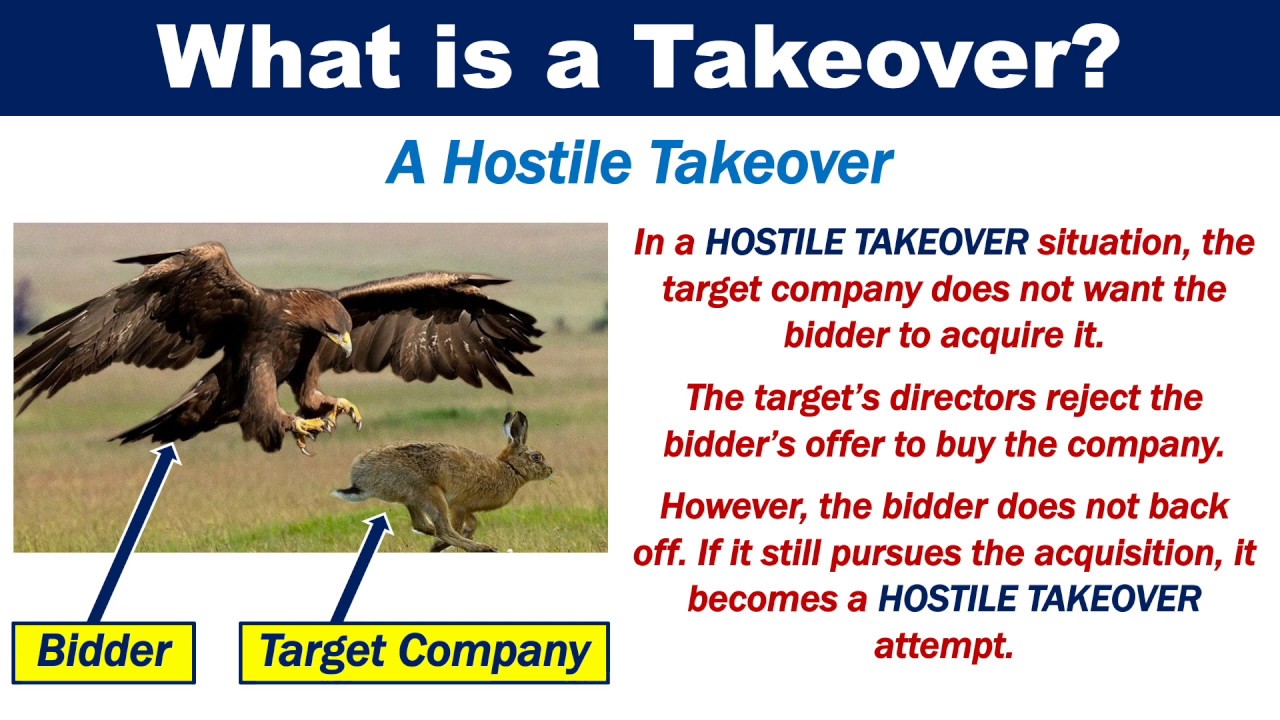 What is a Takeover?
A Hostile Takeover
In a HOSTILE TAKEOVER situation, the
target company does not want the
bidder to acquire it.
The target’s directors reject the
bidder’s offer to buy the company.
However, the bidder does not back
off. If it still pursues the acquisition, it
becomes a HOSTILE TAKEOVER
attempt.
Bidder
Target Company